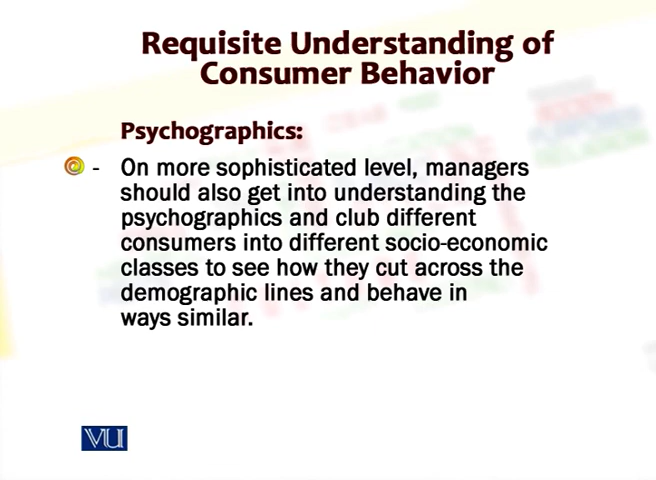 Requisite Understanding of
Consumer Behavior
Psychographics:
- On more sophisticated level, managers
should also get into understanding the
psychographics and club different
consumers into different socio-economic
classes to see how they cut across the
demographic lines and behave in
ways similar.
VU